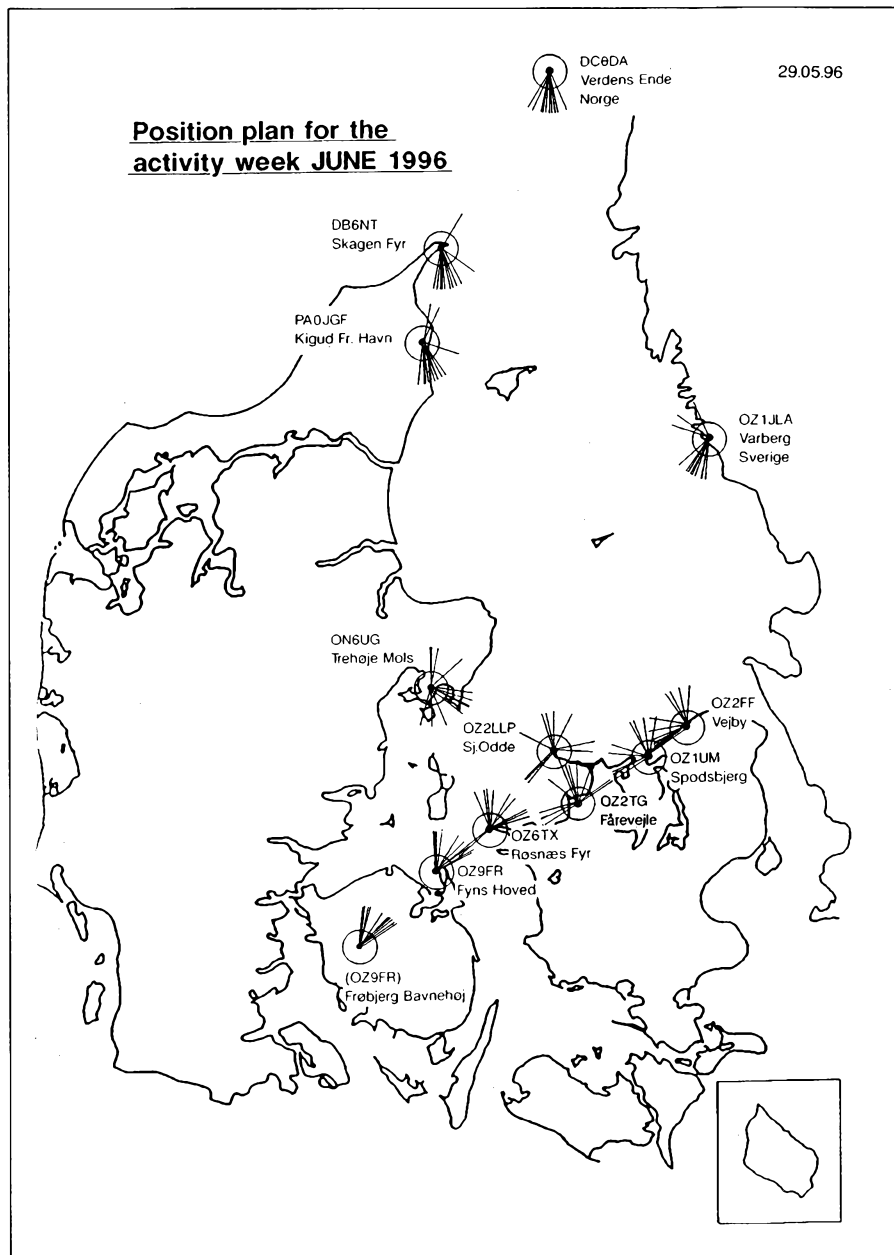 DC0DA
Verdens Ende
Norge
29.05.96
Position plan for the
activity week JUNE 1996
DB6NT
Skagen Fyr
PA0JGF
Kigud Fr. Havn
OZ1JLA
Varberg
Sverige
ON6UG
Trehøje Mols
OZ2LLP
Sj.Odde
OZ2FF
Vejby
OZ1UM
Spodsbjerg
OZ2TG
Fårevejle
OZ6TX
Røsnæs Fyr
OZ9FR
Fyns Hoved
(OZ9FR)
Frøbjerg Bavnehøj